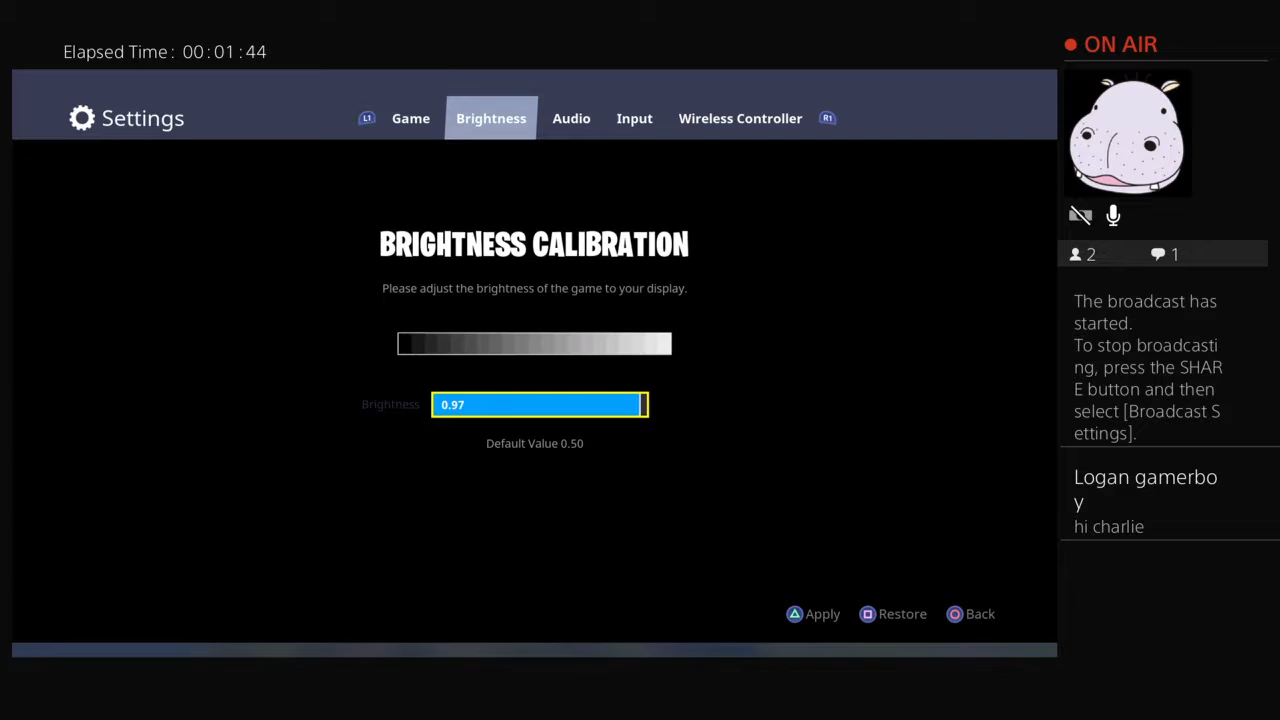 Elapsed Time: 00:01:44
ON AIR
Settings
L1 Game Brightness Audio Input Wireless Controller R1
2 1
BRIGHTNESS CALIBRATION
Please adjust the brightness of the game to your display.
Brightness 0.97
Default Value 0.50
The broadcast has
started.
To stop broadcasti
ng, press the SHAR
E button and then
select [Broadcast S
ettings].
Logan gamerbo
y
hi charlie
Apply Restore Back